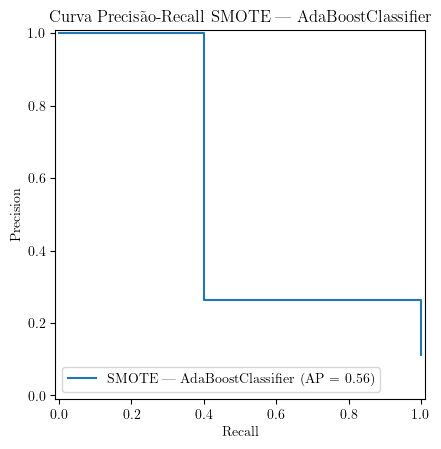 Curva Precisão-Recall SMOTE — AdaBoostClassifier
1.0
0.8
0.6
0.4
0.2
0.0
Precision
SMOTE — AdaBoostClassifier (AP = 0.56)
0.0 0.2 0.4 0.6 0.8 1.0
Recall